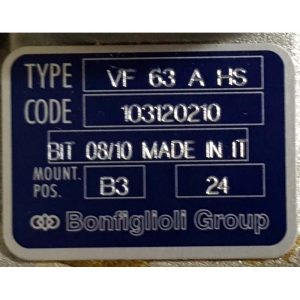 TYPE VF 63 A HS
CODE 103120210
BIT 08/10 MADE IN IT
MOUNT. POS. B3 24
Bonfiglioli Group